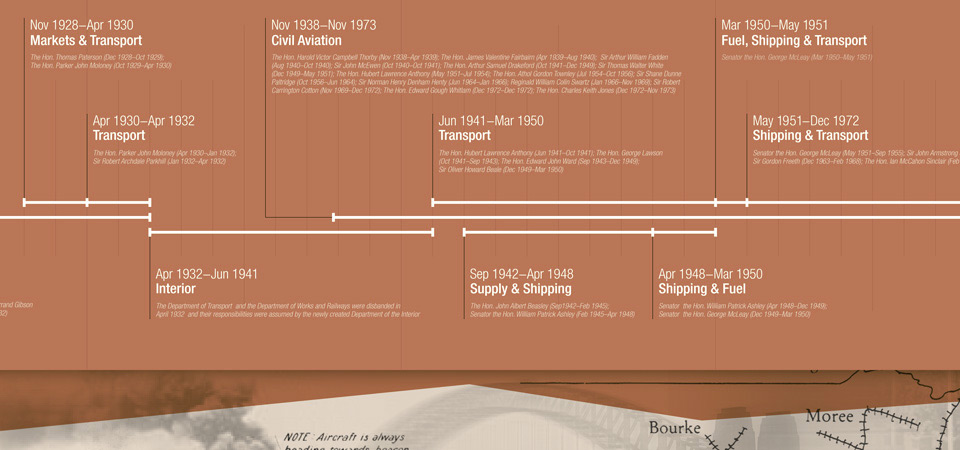 Nov 1928–Apr 1930
Markets & Transport
The Hon. Thomas Paterson (Dec 1928–Oct 1929);
The Hon. Parker John Moloney (Oct 1929–Apr 1930)
Nov 1938–Nov 1973
Civil Aviation
The Hon. Harold Victor Campbell Thorby (Nov 1938–Apr 1939); The Hon. James Valentine Fairbairn (Apr 1939–Aug 1940); Sir Arthur William Fadden
(Aug 1940–Oct 1940); Sir John McEwen (Oct 1940–Oct 1941); The Hon. Arthur Samuel Drakeford (Oct 1941–Dec 1949); Sir Thomas Walter White
(Dec 1949–May 1951); The Hon. Hubert Lawrence Anthony (May 1951–Jul 1954); The Hon. Athol Gordon Townley (Jul 1954–Oct 1956); Sir Shane Dunne
Paltridge (Oct 1956–Jun 1964); Sir Norman Henry Denham Henty (Jun 1964–Jan 1966); Reginald William Colin Swartz (Jan 1966–Nov 1969); Sir Robert
Carrington Cotton (Nov 1969–Dec 1972); The Hon. Edward Gough Whitlam (Dec 1972–Dec 1972); The Hon. Charles Keith Jones (Dec 1972–Nov 1973)
Mar 1950–May 1951
Fuel, Shipping & Transport
Senator the Hon. George McLeay (Mar 1950–May 1951)
Apr 1930–Apr 1932
Transport
The Hon. Parker John Moloney (Apr 1930–Jan 1932);
Sir Robert Archdale Parkhill (Jan 1932–Apr 1932)
Jun 1941–Mar 1950
Transport
The Hon. Hubert Lawrence Anthony (Jun 1941–Oct 1941); The Hon. George Lawson
(Oct 1941–Sep 1943); The Hon. Edward John Ward (Sep 1943–Dec 1949);
Sir Oliver Howard Beale (Dec 1949–Mar 1950)
May 1951–Dec 1972
Shipping & Transport
Senator the Hon. George McLeay (May 1951–Sep 1955); Sir John Armstrong
Sir Gordon Freeth (Dec 1963–Feb 1968); The Hon. Ian McCahon Sinclair (Feb
Apr 1932–Jun 1941
Interior
The Department of Transport and the Department of Works and Railways were disbanded in
April 1932 and their responsibilities were assumed by the newly created Department of the Interior
Sep 1942–Apr 1948
Supply & Shipping
The Hon. John Albert Beasley (Sep1942–Feb 1945);
Senator the Hon. William Patrick Ashley (Feb 1945–Apr 1948)
Apr 1948–Mar 1950
Shipping & Fuel
Senator the Hon. William Patrick Ashley (Apr 1948–Dec 1949);
Senator the Hon. George McLeay (Dec 1949–Mar 1950)
rrand Gibson
32)
NOTE Aircraft is always
heading towards beacon
Bourke
Moree